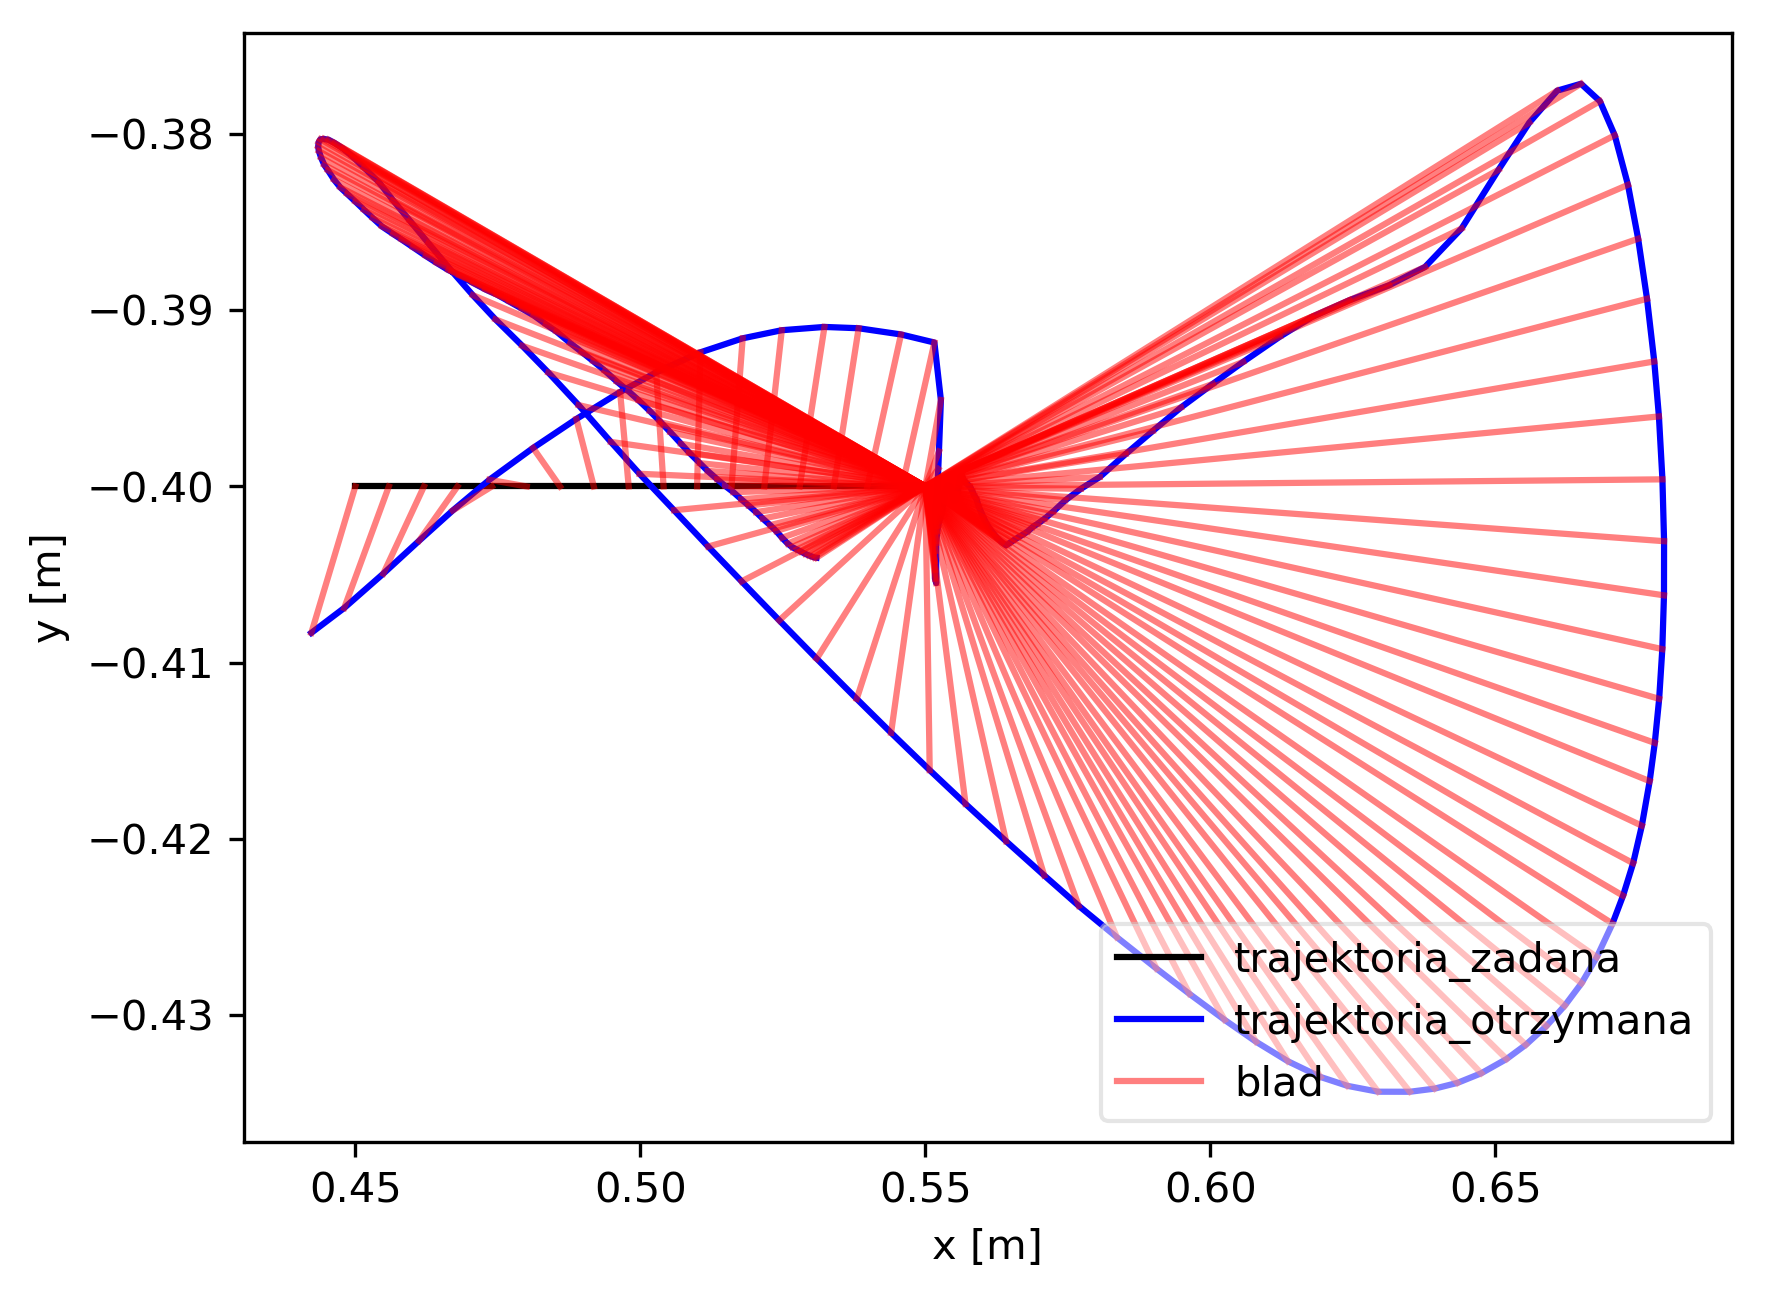 −0.38
−0.39
−0.40
−0.41
−0.42
−0.43
y [m]
0.45 0.50 0.55 0.60 0.65
x [m]
trajektoria_zadana
trajektoria_otrzymana
blad